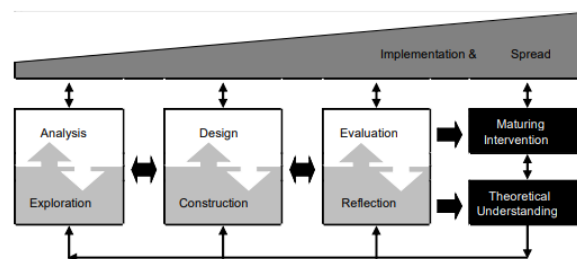 Implementation & Spread
Analysis
Exploration
Design
Construction
Evaluation
Reflection
Maturing
Intervention
Theoretical
Understanding